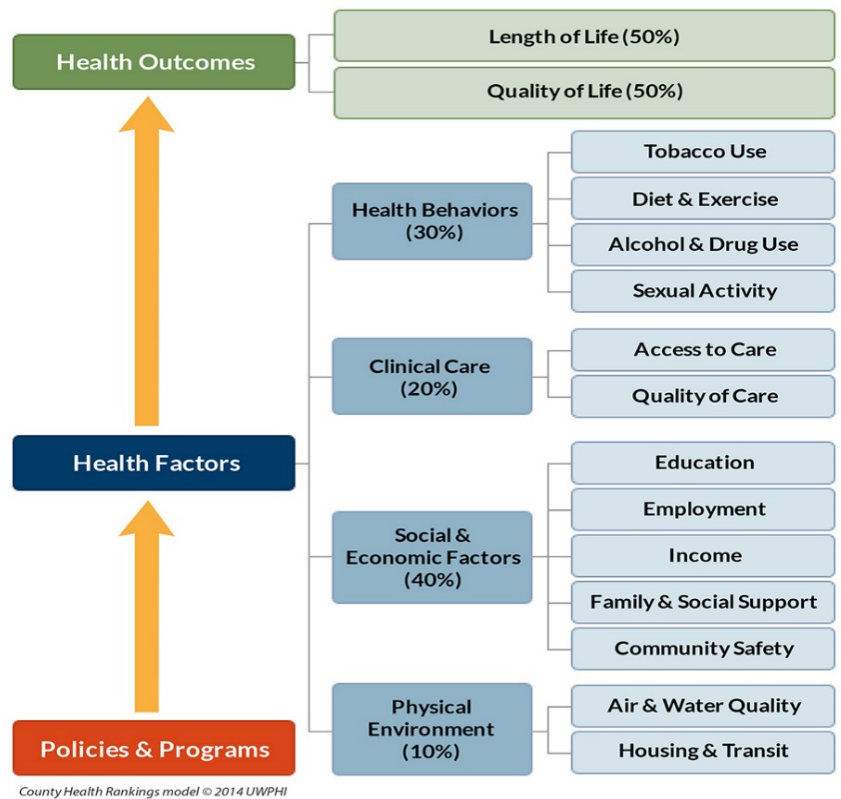 Health Outcomes
Length of Life (50%)
Quality of Life (50%)
Health Behaviors
(30%)
Tobacco Use
Diet & Exercise
Alcohol & Drug Use
Sexual Activity
Clinical Care
(20%)
Access to Care
Quality of Care
Health Factors
Social &
Economic Factors
(40%)
Education
Employment
Income
Family & Social Support
Community Safety
Physical
Environment
(10%)
Air & Water Quality
Housing & Transit
Policies & Programs
County Health Rankings model © 2014 UWPHI